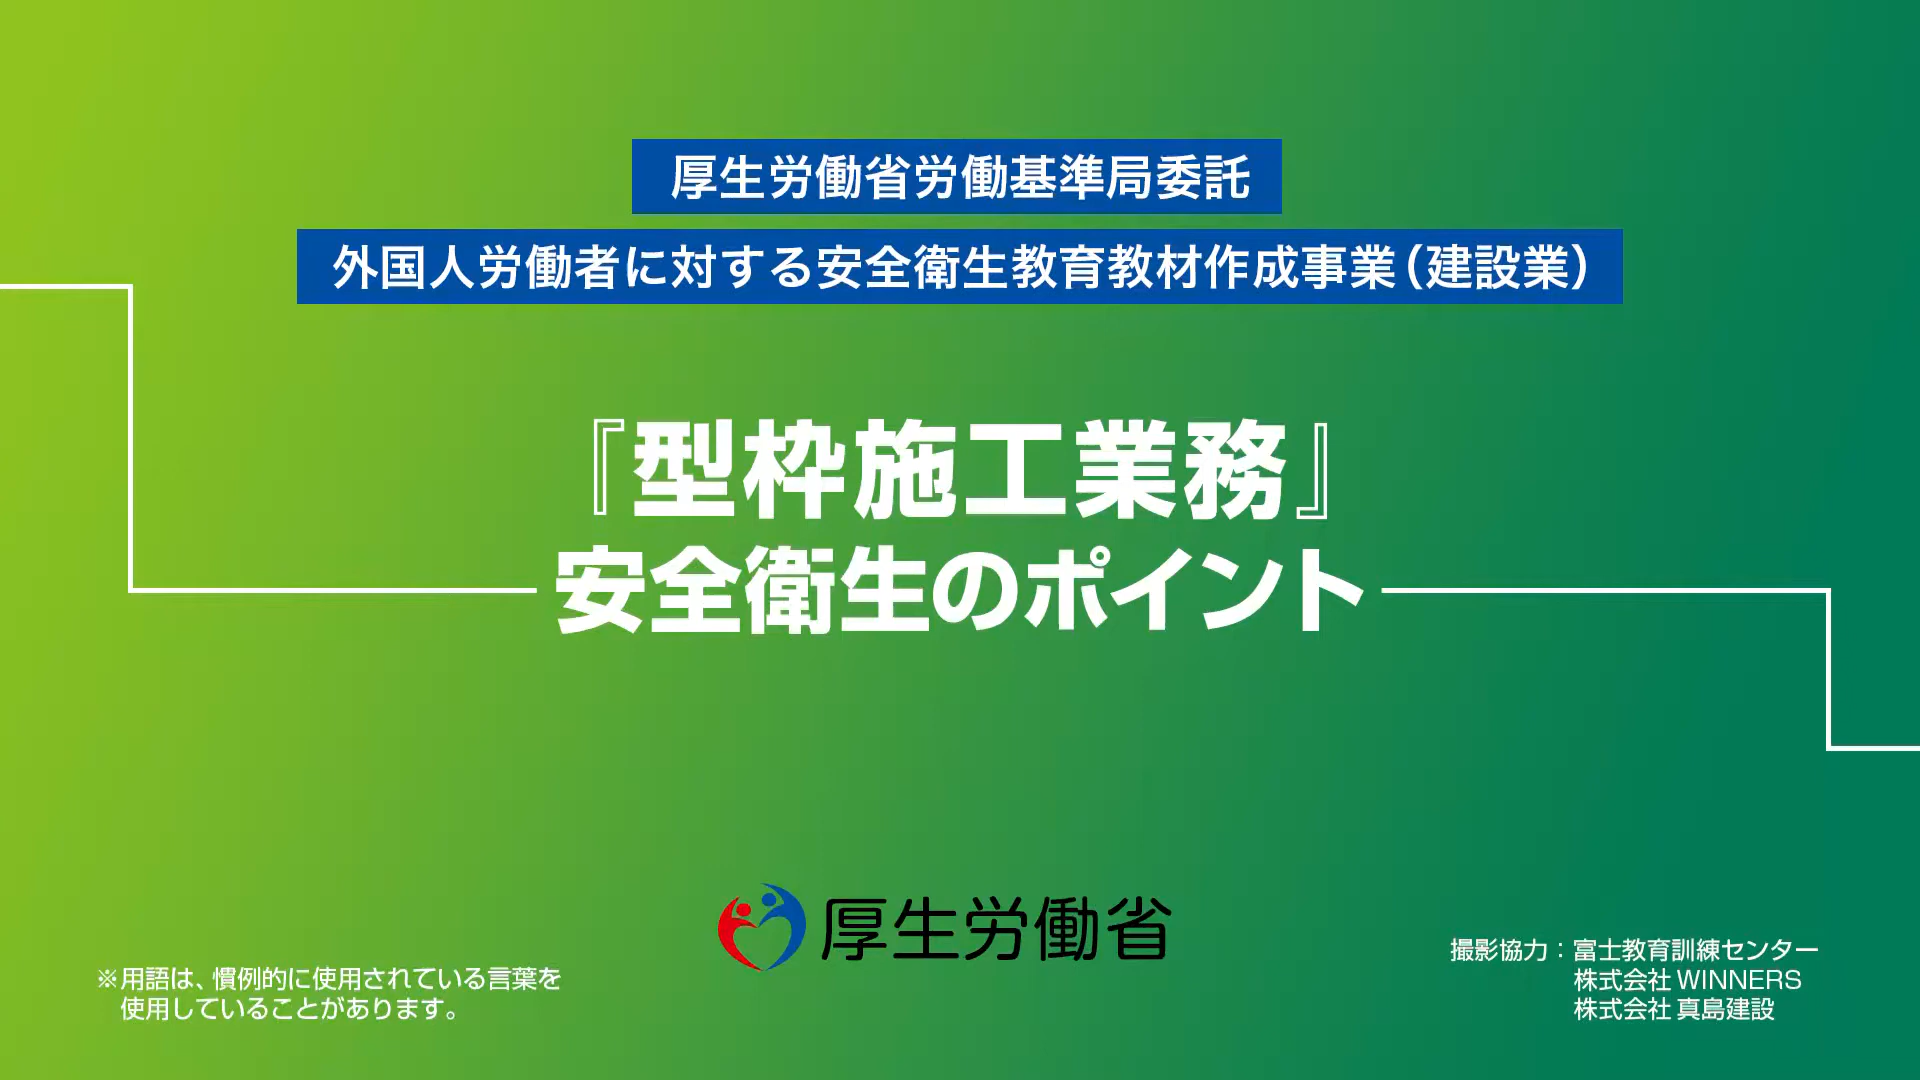 厚生労働省労働基準局委託
外国人労働者に対する安全衛生教育教材作成事業(建設業)
『型枠施工業務』
安全衛生のポイント
厚生労働省
※用語は、慣例的に使用されている言葉を
使用していることがあります。
撮影協力：富士教育訓練センター
株式会社 WINNERS
株式会社 真島建設